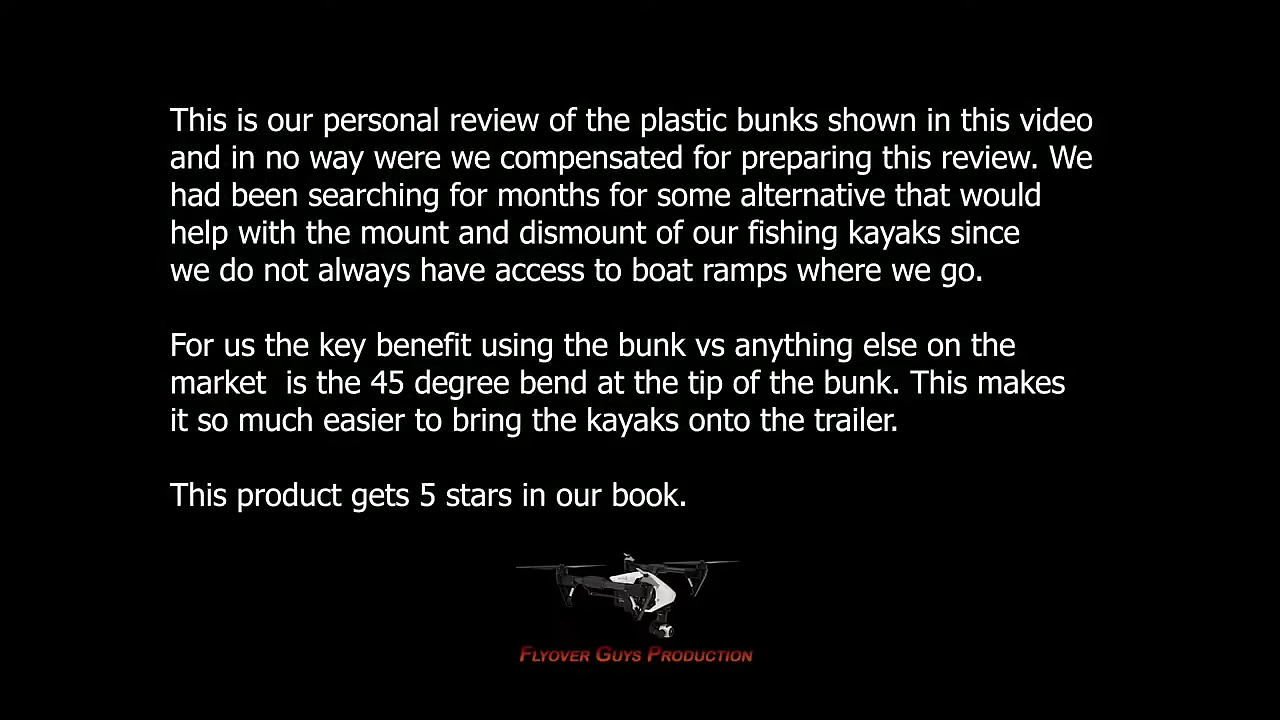 This is our personal review of the plastic bunks shown in this video
and in no way were we compensated for preparing this review. We
had been searching for months for some alternative that would
help with the mount and dismount of our fishing kayaks since
we do not always have access to boat ramps where we go.
For us the key benefit using the bunk vs anything else on the
market  is the 45 degree bend at the tip of the bunk. This makes
it so much easier to bring the kayaks onto the trailer.
This product gets 5 stars in our book.
FLYOVER GUYS PRODUCTION